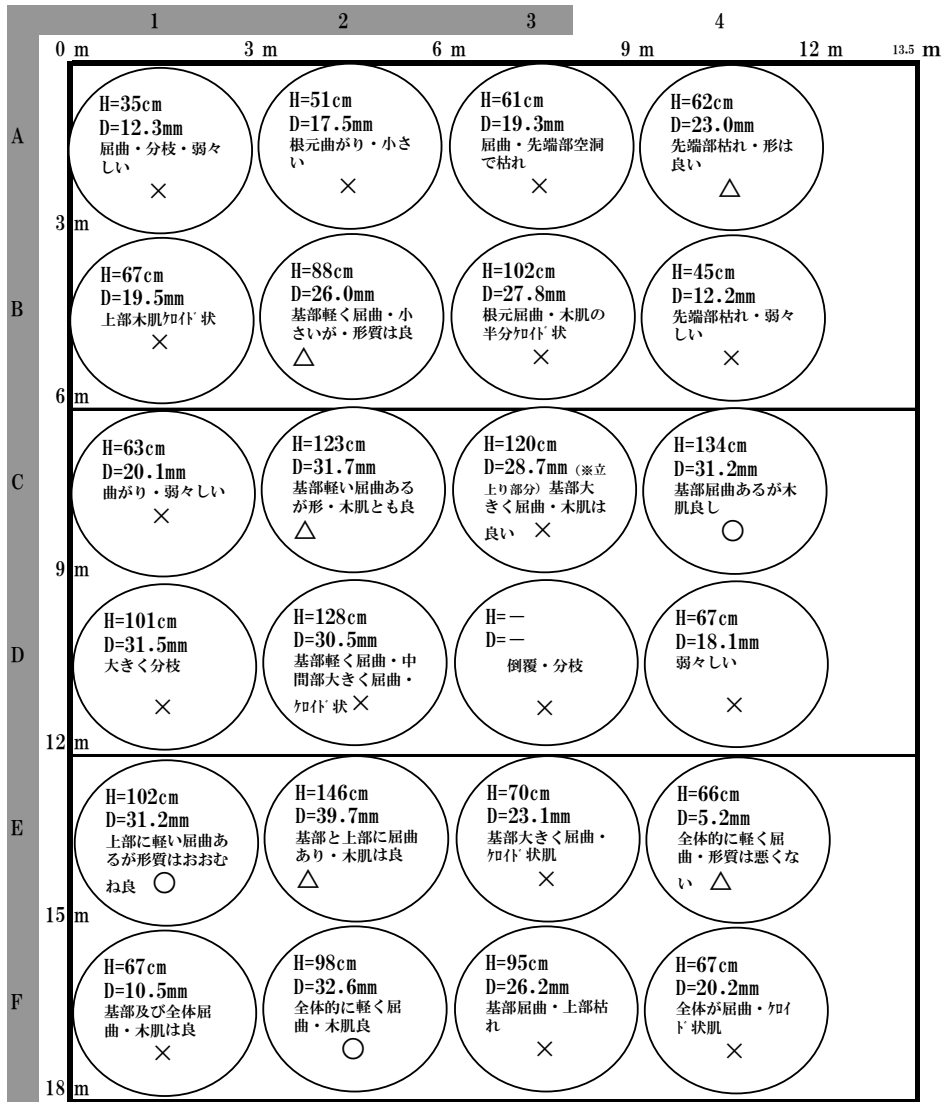 1 2 3 4
0 m 3 m 6 m 9 m 12 m 13.5 m
A
H=35cm
D=12.3mm
屈曲・分枝・弱々
しい
×
H=51cm
D=17.5mm
根元曲がり・小さ
い
×
H=61cm
D=19.3mm
屈曲・先端部空洞
で枯れ
×
H=62cm
D=23.0mm
先端部枯れ・形は
良い
△
3 m
B
H=67cm
D=19.5mm
上部木肌ｹﾛｲﾄﾞ状
×
H=88cm
D=26.0mm
基部軽く屈曲・小
さいが・形質は良
△
H=102cm
D=27.8mm
根元屈曲・木肌の
半分ｹﾛｲﾄﾞ状
×
H=45cm
D=12.2mm
先端部枯れ・弱々
しい
×
6 m
C
H=63cm
D=20.1mm
曲がり・弱々しい
×
H=123cm
D=31.7mm
基部軽い屈曲ある
が形・木肌とも良
△
H=120cm
D=28.7mm（※立
上り部分）基部大
きく屈曲・木肌は
良い ×
H=134cm
D=31.2mm
基部屈曲あるが木
肌良し
○
9 m
D
H=101cm
D=31.5mm
大きく分枝
×
H=128cm
D=30.5mm
基部軽く屈曲・中
間部大きく屈曲・
ｹﾛｲﾄﾞ状 ×
H=－
D=－
倒覆・分枝
×
H=67cm
D=18.1mm
弱々しい
×
12 m
E
H=102cm
D=31.2mm
上部に軽い屈曲あ
るが形質はおおむ
ね良 ○
H=146cm
D=39.7mm
基部と上部に屈曲
あり・木肌は良
△
H=70cm
D=23.1mm
基部大きく屈曲・
ｹﾛｲﾄﾞ状肌
×
H=66cm
D=5.2mm
全体的に軽く屈
曲・形質は悪くな
い △
15 m
F
H=67cm
D=10.5mm
基部及び全体屈
曲・木肌は良
×
H=98cm
D=32.6mm
全体的に軽く屈
曲・木肌良
○
H=95cm
D=26.2mm
基部屈曲・上部枯
れ
×
H=67cm
D=20.2mm
全体が屈曲・ｹﾛｲ
ﾄﾞ状肌
×
18 m